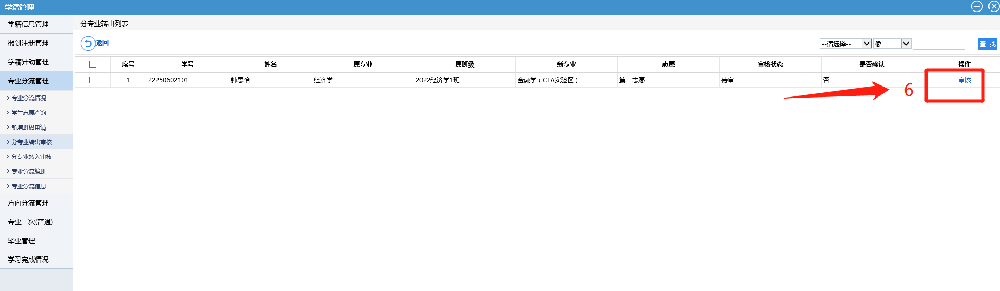 学籍管理
学籍信息管理
报到注册管理
学籍异动管理
专业分流管理
专业分流情况
学生志愿查询
新增班级申请
分专业转出审核
分专业转入审核
专业分流编班
专业分流信息
方向分流管理
专业二次(普通)
毕业管理
学习完成情况
分专业转出列表
返回
--请选择-- 像 查 找
序号 学号 姓名 原专业 原班级 新专业 志愿 审核状态 是否确认 操作
1 22250602101 钟思怡 经济学 2022经济学1班 金融学（CFA实验区） 第一志愿 待审 否 审核
6